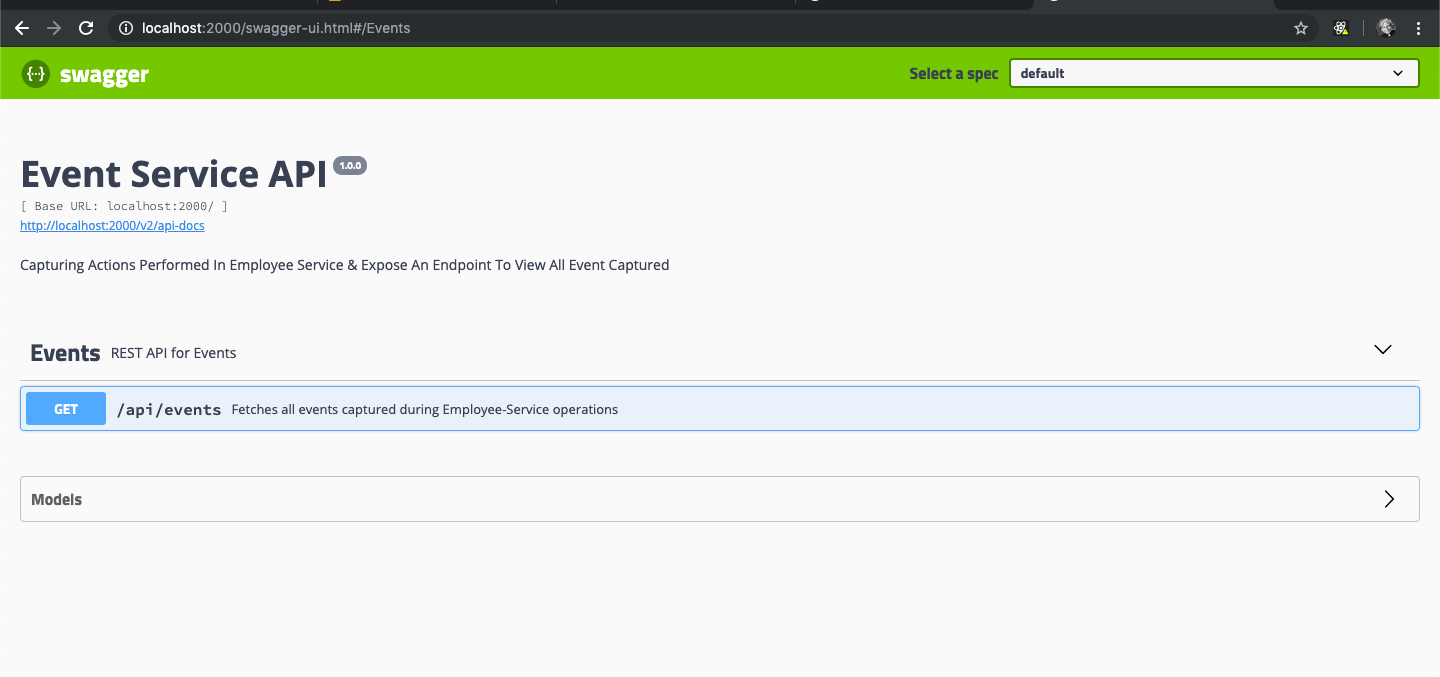 localhost:2000/swagger-ui.html#/Events
{··} swagger
Select a spec
default
Event Service API 1.0.0
[ Base URL: localhost:2000/ ]
http://localhost:2000/v2/api-docs
Capturing Actions Performed In Employee Service & Expose An Endpoint To View All Event Captured
Events REST API for Events
GET /api/events Fetches all events captured during Employee-Service operations
Models